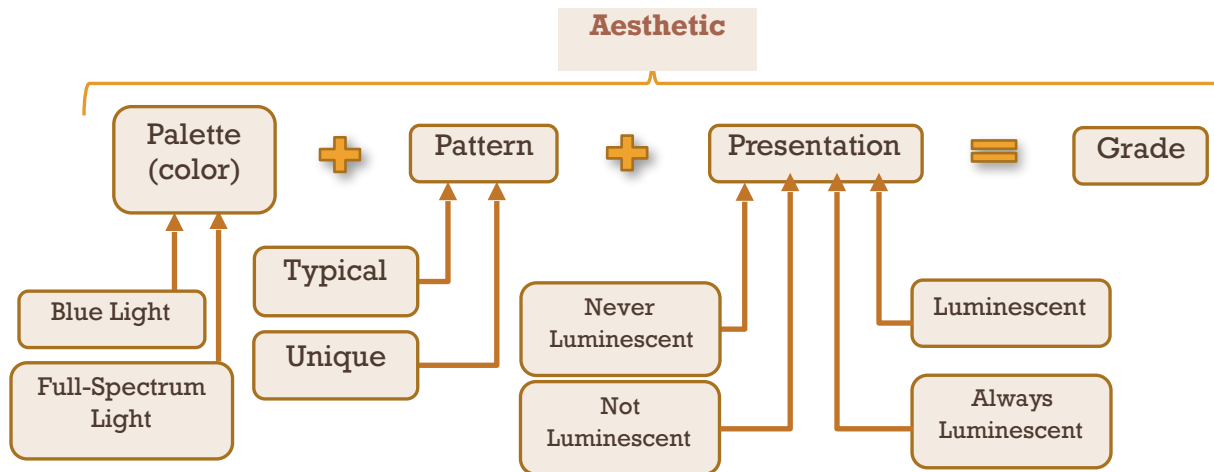 Aesthetic
Palette
(color)
+
Pattern
+
Presentation
=
Grade
Blue Light
Full-Spectrum
Light
Typical
Unique
Never
Luminescent
Not
Luminescent
Luminescent
Always
Luminescent